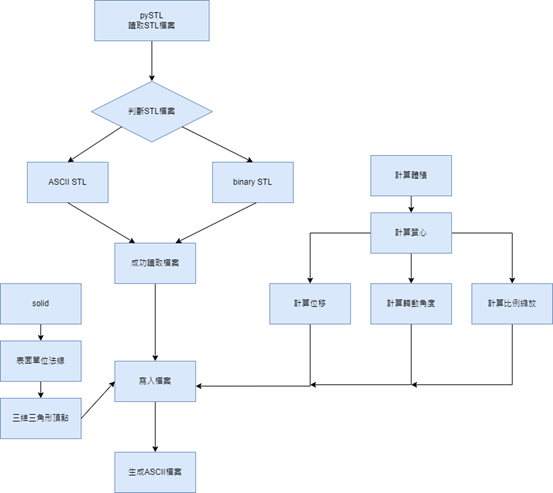 pySTL
讀取STL檔案
判斷STL檔案
ASCII STL
binary STL
計算體積
計算質心
成功讀取檔案
solid
計算位移
計算轉動角度
計算比例縮放
表面單位法線
寫入檔案
三維三角形頂點
生成ASCII檔案